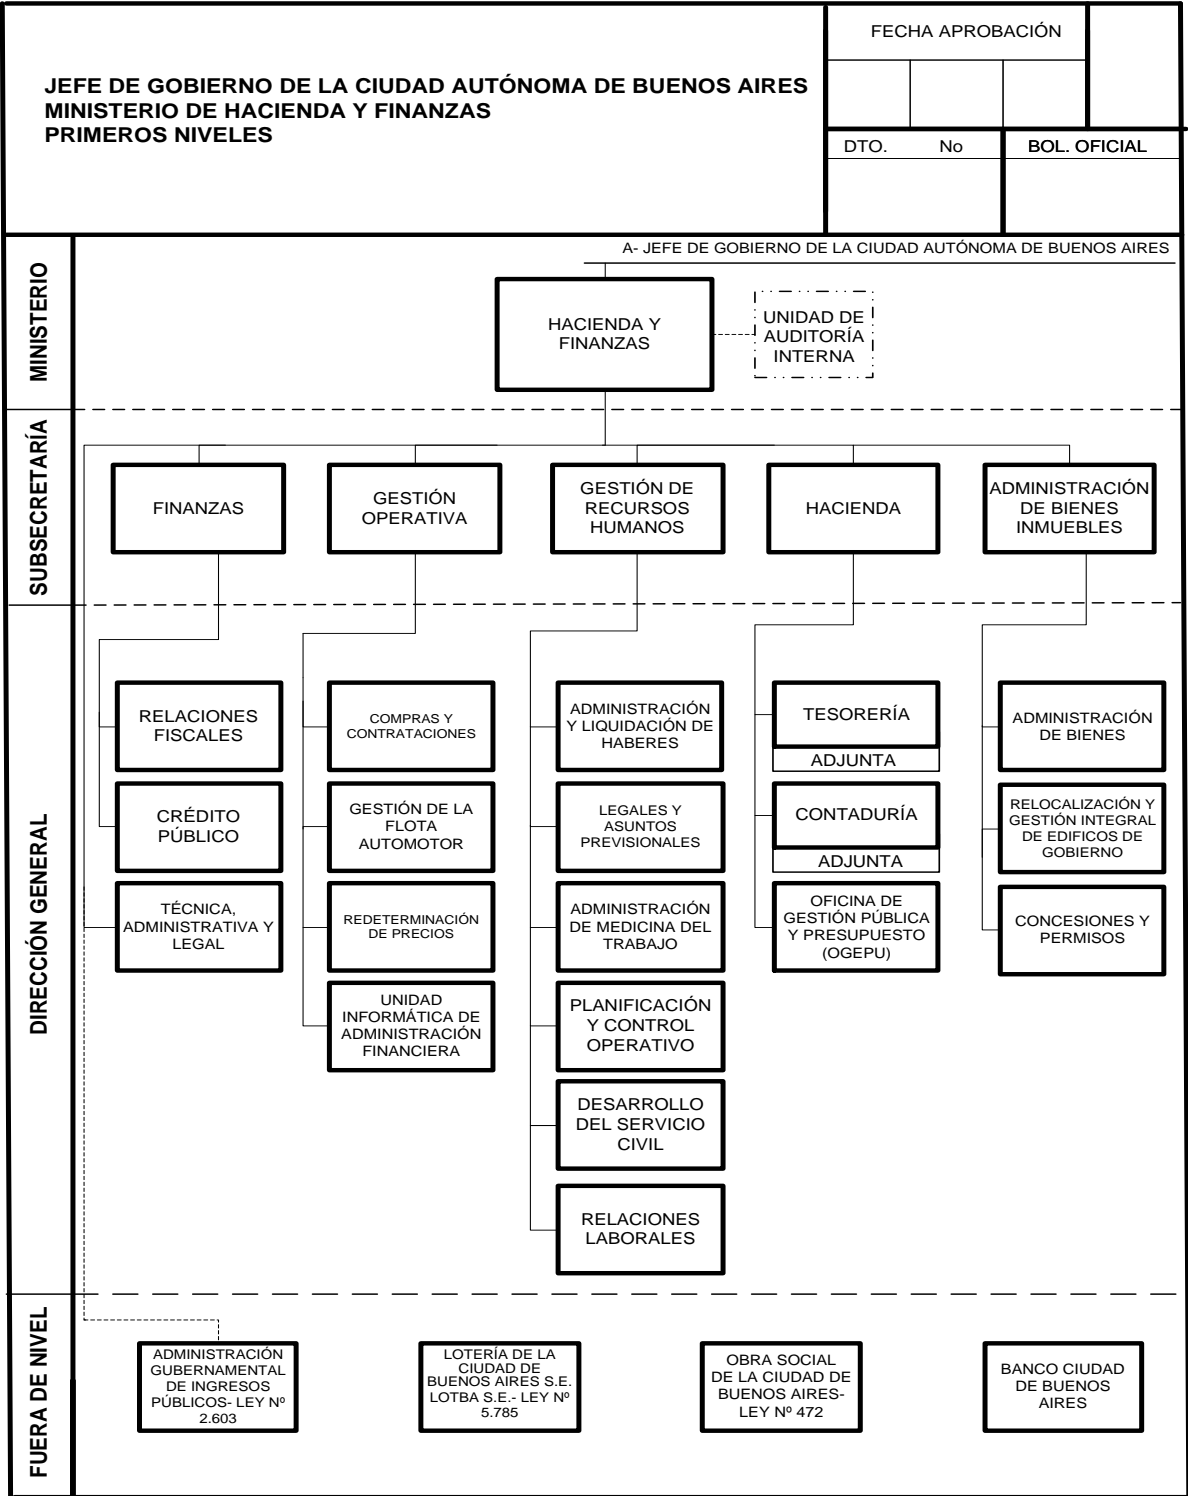 JEFE DE GOBIERNO DE LA CIUDAD AUTÓNOMA DE BUENOS AIRES
MINISTERIO DE HACIENDA Y FINANZAS
PRIMEROS NIVELES
FECHA APROBACIÓN
DTO. No
BOL. OFICIAL
A- JEFE DE GOBIERNO DE LA CIUDAD AUTÓNOMA DE BUENOS AIRES
MINISTERIO
HACIENDA Y
FINANZAS
UNIDAD DE
AUDITORÍA
INTERNA
SUBSECRETARÍA
FINANZAS
GESTIÓN
OPERATIVA
GESTIÓN DE
RECURSOS
HUMANOS
HACIENDA
ADMINISTRACIÓN
DE BIENES
INMUEBLES
DIRECCIÓN GENERAL
RELACIONES
FISCALES
CRÉDITO
PÚBLICO
TÉCNICA,
ADMINISTRATIVA Y
LEGAL
COMPRAS Y
CONTRATACIONES
GESTIÓN DE LA
FLOTA
AUTOMOTOR
REDETERMINACIÓN
DE PRECIOS
UNIDAD
INFORMÁTICA DE
ADMINISTRACIÓN
FINANCIERA
ADMINISTRACIÓN
Y LIQUIDACIÓN DE
HABERES
LEGALES Y
ASUNTOS
PREVISIONALES
ADMINISTRACIÓN
DE MEDICINA DEL
TRABAJO
PLANIFICACIÓN
Y CONTROL
OPERATIVO
DESARROLLO
DEL SERVICIO
CIVIL
RELACIONES
LABORALES
TESORERÍA
ADJUNTA
CONTADURÍA
ADJUNTA
OFICINA DE
GESTIÓN PÚBLICA
Y PRESUPUESTO
(OGEPU)
ADMINISTRACIÓN
DE BIENES
RELOCALIZACIÓN Y
GESTIÓN INTEGRAL
DE EDIFICOS DE
GOBIERNO
CONCESIONES Y
PERMISOS
FUERA DE NIVEL
ADMINISTRACIÓN
GUBERNAMENTAL
DE INGRESOS
PÚBLICOS- LEY Nº
2.603
LOTERÍA DE LA
CIUDAD DE
BUENOS AIRES S.E.
LOTBA S.E.- LEY Nº
5.785
OBRA SOCIAL
DE LA CIUDAD DE
BUENOS AIRES-
LEY Nº 472
BANCO CIUDAD
DE BUENOS
AIRES